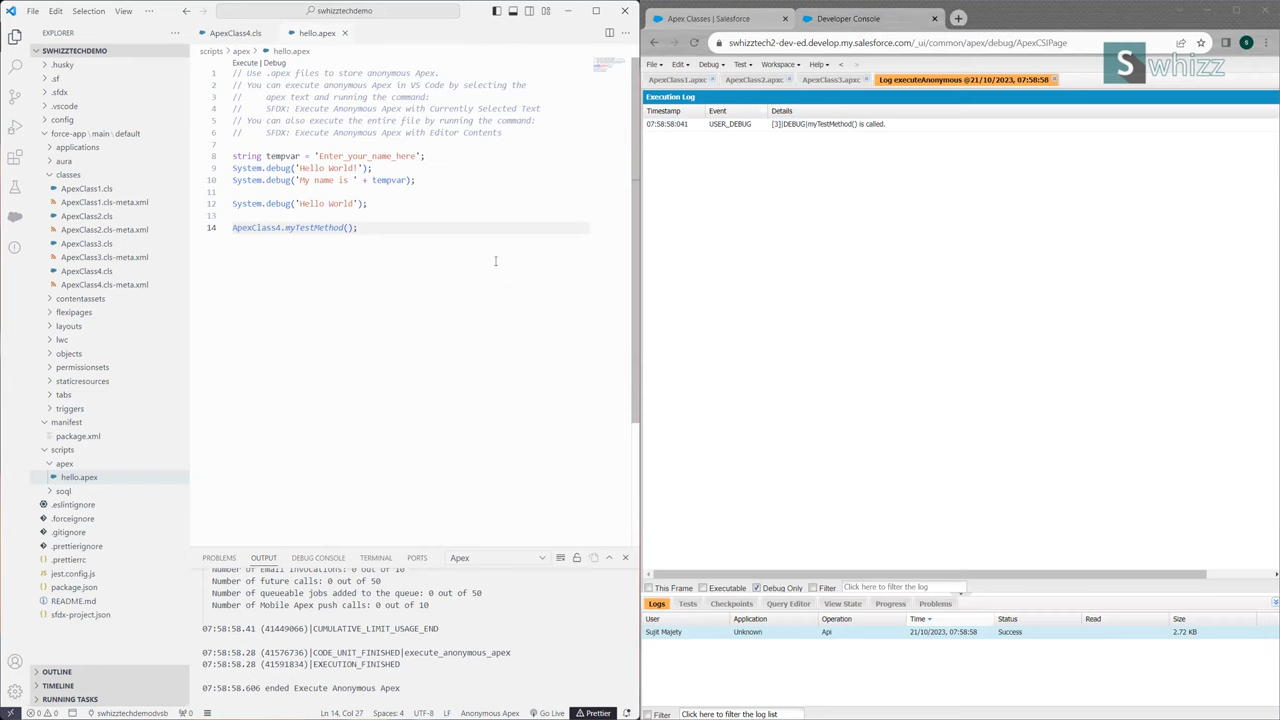 File Edit Selection View ··· swhizztechdemo
EXPLORER
SWHIZZTECHDEMO
.husky
.sf
.sfdx
.vscode
config
force-app \ main \ default
applications
aura
classes
ApexClass1.cls
ApexClass1.cls-meta.xml
ApexClass2.cls
ApexClass2.cls-meta.xml
ApexClass3.cls
ApexClass3.cls-meta.xml
ApexClass4.cls
ApexClass4.cls-meta.xml
contentassets
flexipages
layouts
lwc
objects
permissionsets
staticresources
tabs
triggers
manifest
package.xml
scripts
apex
hello.apex
soql
.eslintignore
.forceignore
.gitignore
.prettierignore
.prettierrc
jest.config.js
package.json
README.md
sfdx-project.json
OUTLINE
TIMELINE
RUNNING TASKS
ApexClass4.cls hello.apex
scripts > apex > hello.apex
Execute | Debug
1 // Use .apex files to store anonymous Apex.
2 // You can execute anonymous Apex in VS Code by selecting the
3 // apex text and running the command:
4 // SFDX: Execute Anonymous Apex with Currently Selected Text
5 // You can also execute the entire file by running the command:
6 // SFDX: Execute Anonymous Apex with Editor Contents
7
8 string tempvar = 'Enter_your_name_here';
9 System.debug('Hello World!');
10 System.debug('My name is ' + tempvar);
11
12 System.debug('Hello World');
13
14 ApexClass4.myTestMethod();
PROBLEMS OUTPUT DEBUG CONSOLE TERMINAL PORTS Apex
Number of Email Invocations: 0 out of 10
Number of future calls: 0 out of 50
Number of queueable jobs added to the queue: 0 out of 50
Number of Mobile Apex push calls: 0 out of 10
07:58:58.41 (41449066)|CUMULATIVE_LIMIT_USAGE_END
07:58:58.28 (41576736)|CODE_UNIT_FINISHED|execute_anonymous_apex
07:58:58.28 (41591834)|EXECUTION_FINISHED
07:58:58.606 ended Execute Anonymous Apex
0 0 swhizztechdemodvsb 0 Ln 14, Col 27 Spaces: 4 UTF-8 LF Anonymous Apex Go Live Prettier
Apex Classes | Salesforce Developer Console
swhizztech2-dev-ed.develop.my.salesforce.com/_ui/common/apex/debug/ApexCSIPage
S whizz
File Edit Debug Test Workspace Help < >
ApexClass1.apxc ApexClass2.apxc ApexClass3.apxc Log executeAnonymous @21/10/2023, 07:58:58
Execution Log
Timestamp Event Details
07:58:58:041 USER_DEBUG [3]|DEBUG|myTestMethod() is called.
This Frame Executable Debug Only Filter Click here to filter the log
Logs Tests Checkpoints Query Editor View State Progress Problems
User Application Operation Time Status Read Size
Sujit Majety Unknown Api 21/10/2023, 07:58:58 Success 2.72 KB
Filter Click here to filter the log list